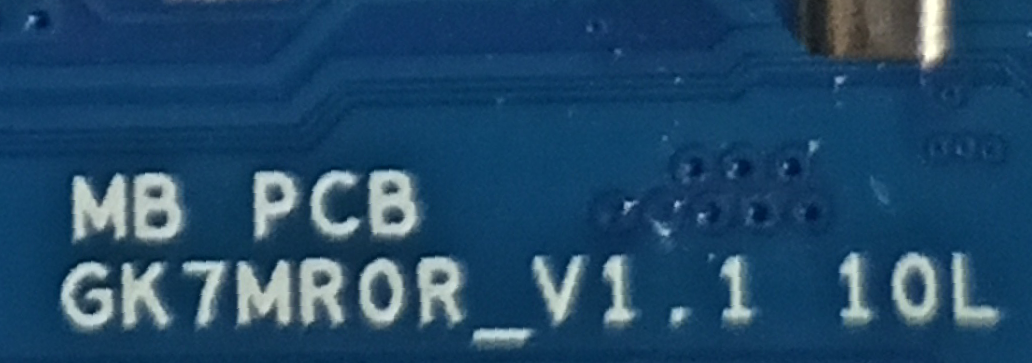 MB PCB
GK7MR0R_V1.1 10L